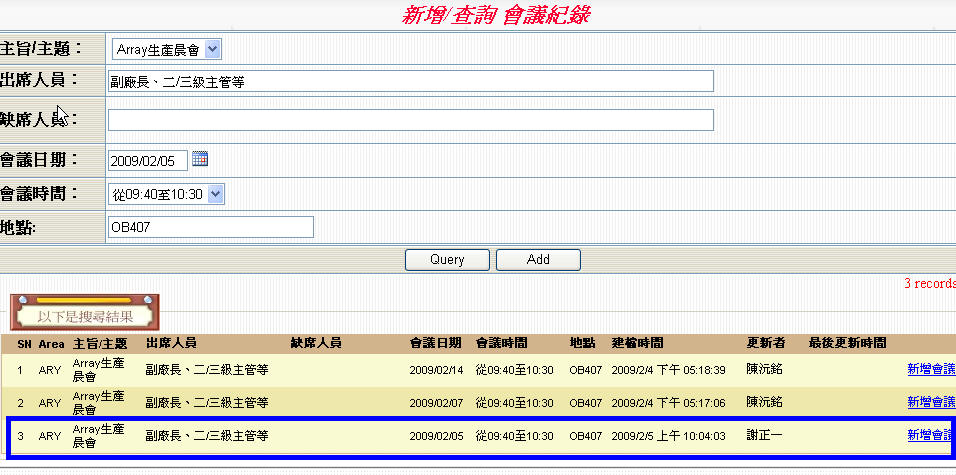 新增/查詢 會議紀錄
主旨/主題： Array生產晨會
出席人員： 副廠長、二/三級主管等
缺席人員：
會議日期： 2009/02/05
會議時間： 從09:40至10:30
地點: OB407
Query Add
3 records
以下是搜尋結果
SN Area 主旨/主題 出席人員 缺席人員 會議日期 會議時間 地點 建檔時間 更新者 最後更新時間
1 ARY Array生產晨會 副廠長、二/三級主管等 2009/02/14 從09:40至10:30 OB407 2009/2/4 下午 05:18:39 陳沅銘 新增會議
2 ARY Array生產晨會 副廠長、二/三級主管等 2009/02/07 從09:40至10:30 OB407 2009/2/4 下午 05:17:06 陳沅銘 新增會議
3 ARY Array生產晨會 副廠長、二/三級主管等 2009/02/05 從09:40至10:30 OB407 2009/2/5 上午 10:04:03 謝正一 新增會議